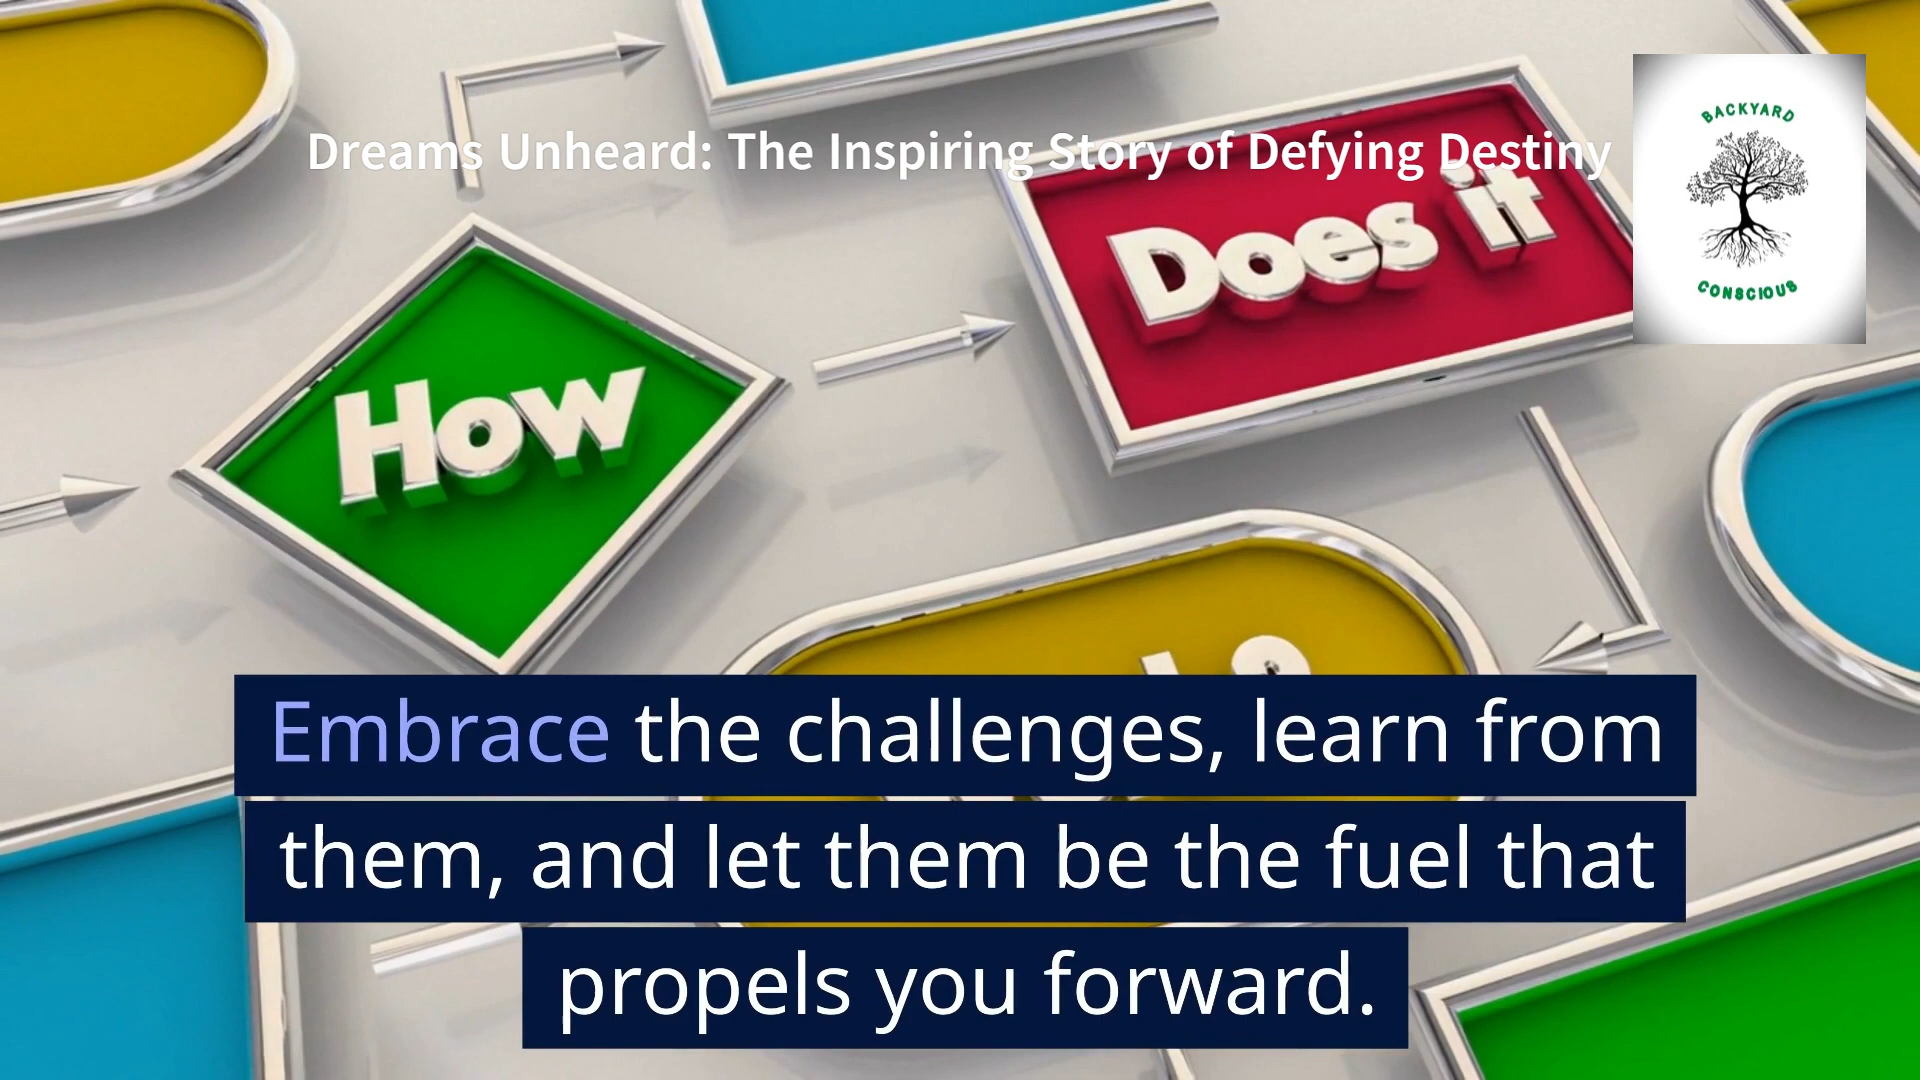 Dreams Unheard: The Inspiring Story of Defying Destiny
BACKYARD
CONSCIOUS
Does it
How
Embrace the challenges, learn from
them, and let them be the fuel that
propels you forward.